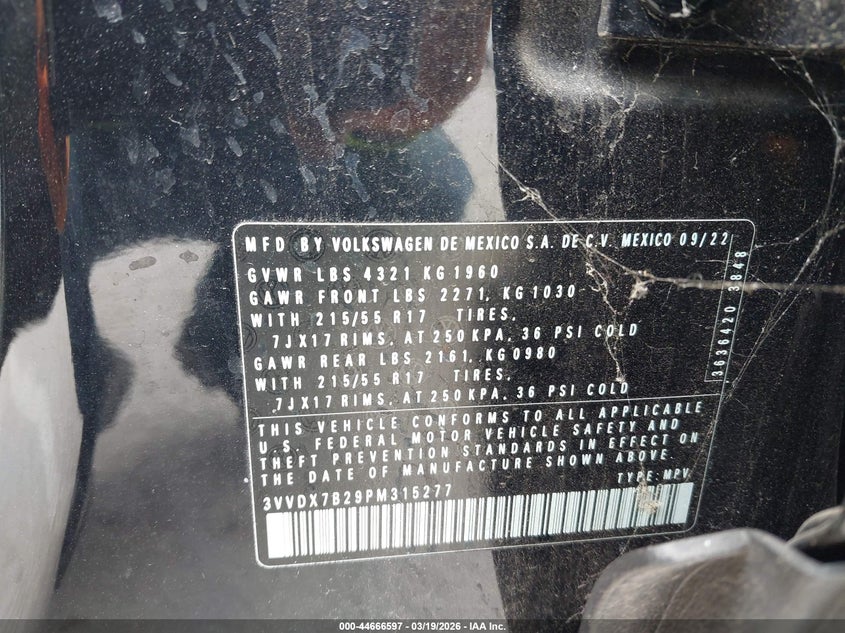 MFD BY VOLKSWAGEN DE MEXICO S.A. DE C.V. MEXICO 09/22
GVWR LBS 4321 KG 1960
GAWR FRONT LBS 2271, KG 1030
WITH 215/55 R17 TIRES,
7JX17 RIMS, AT 250 KPA, 36 PSI COLD
GAWR REAR LBS 2161, KG 0980
WITH 215/55 R17 TIRES,
7JX17 RIMS, AT 250 KPA, 36 PSI COLD
3636420 3848
THIS VEHICLE CONFORMS TO ALL APPLICABLE
U.S. FEDERAL MOTOR VEHICLE SAFETY AND
THEFT PREVENTION STANDARDS IN EFFECT ON
THE DATE OF MANUFACTURE SHOWN ABOVE.
TYPE: MPV
3VVDX7B29PM315277
000-44666597 - 03/19/2026 - IAA Inc.